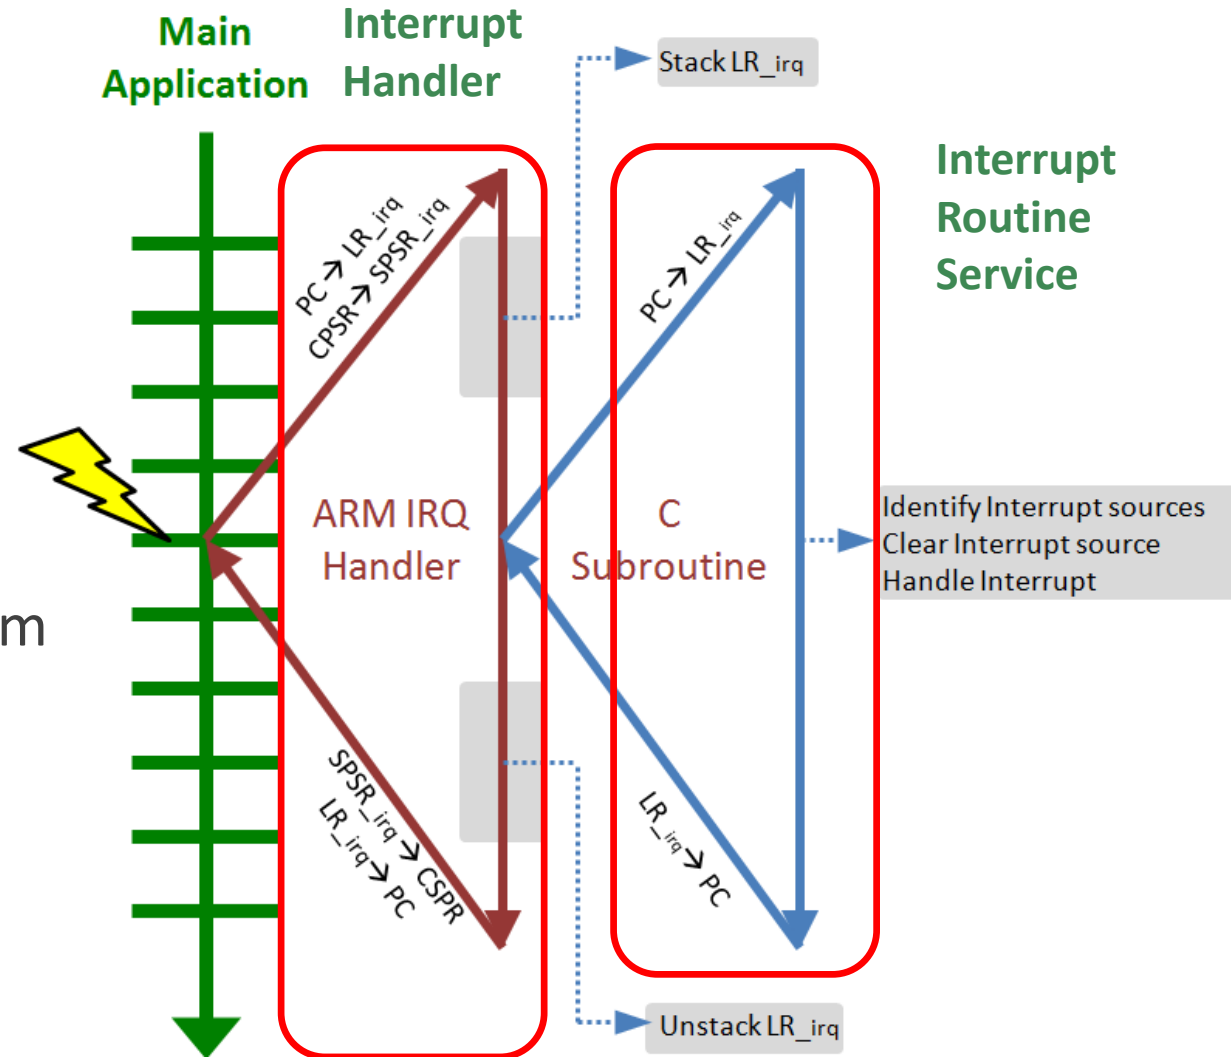 Main
Application
Interrupt
Handler
Stack LR_irq
Interrupt
Routine
Service
PC → LR_irq
CPSR → SPSR_irq
PC → LR_irq
ARM IRQ
Handler
C
Subroutine
Identify Interrupt sources
Clear Interrupt source
Handle Interrupt
m
SPSR_irq → CSPR
LR_irq → PC
LR_irq → PC
Unstack LR_irq